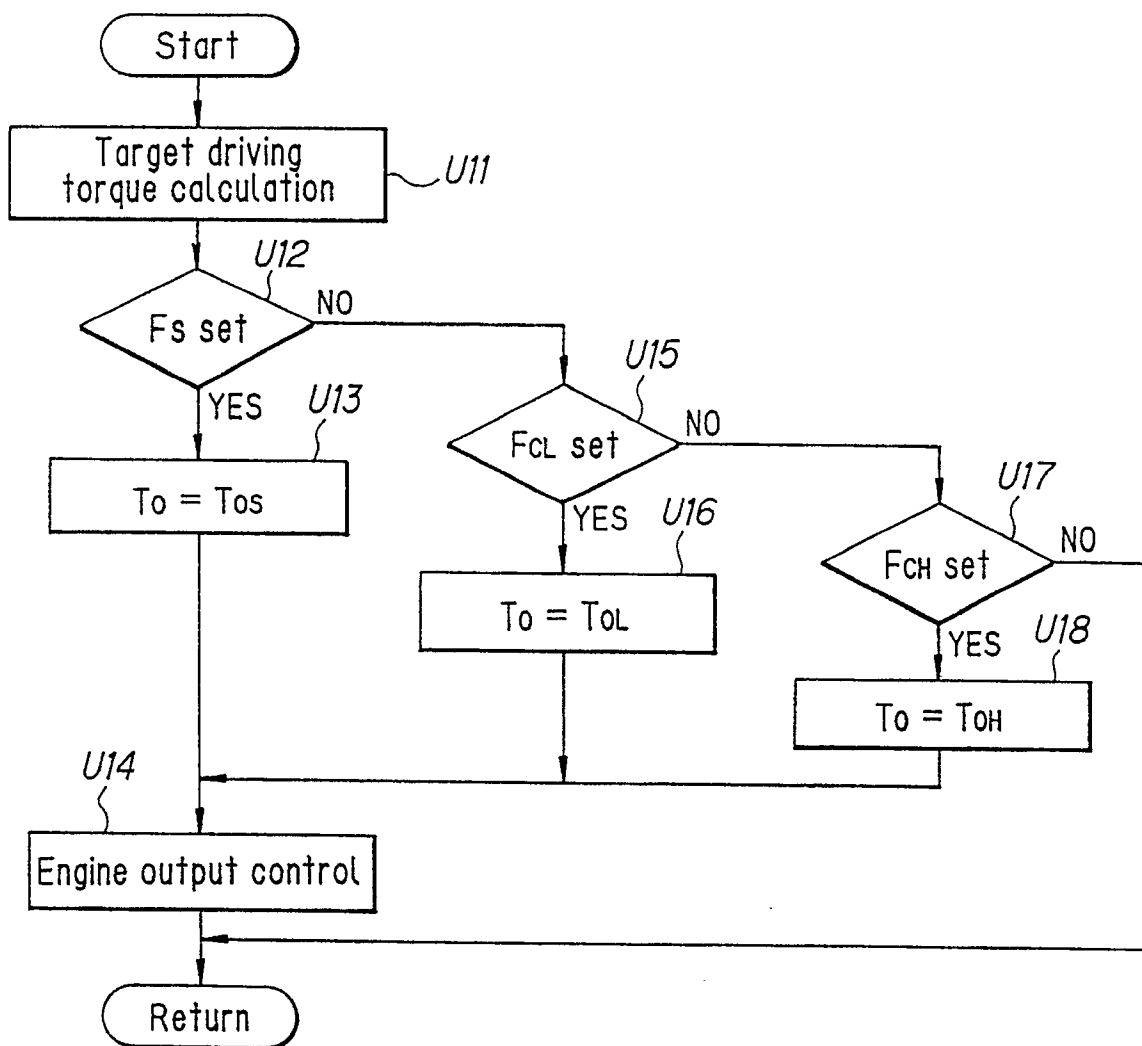 Start
Target driving
torque calculation
U11
U12
Fs set
NO
YES
U13
To = Tos
U15
FCL set
NO
YES
U16
To = TOL
U17
FCH set
NO
YES
U18
To = TOH
U14
Engine output control
Return